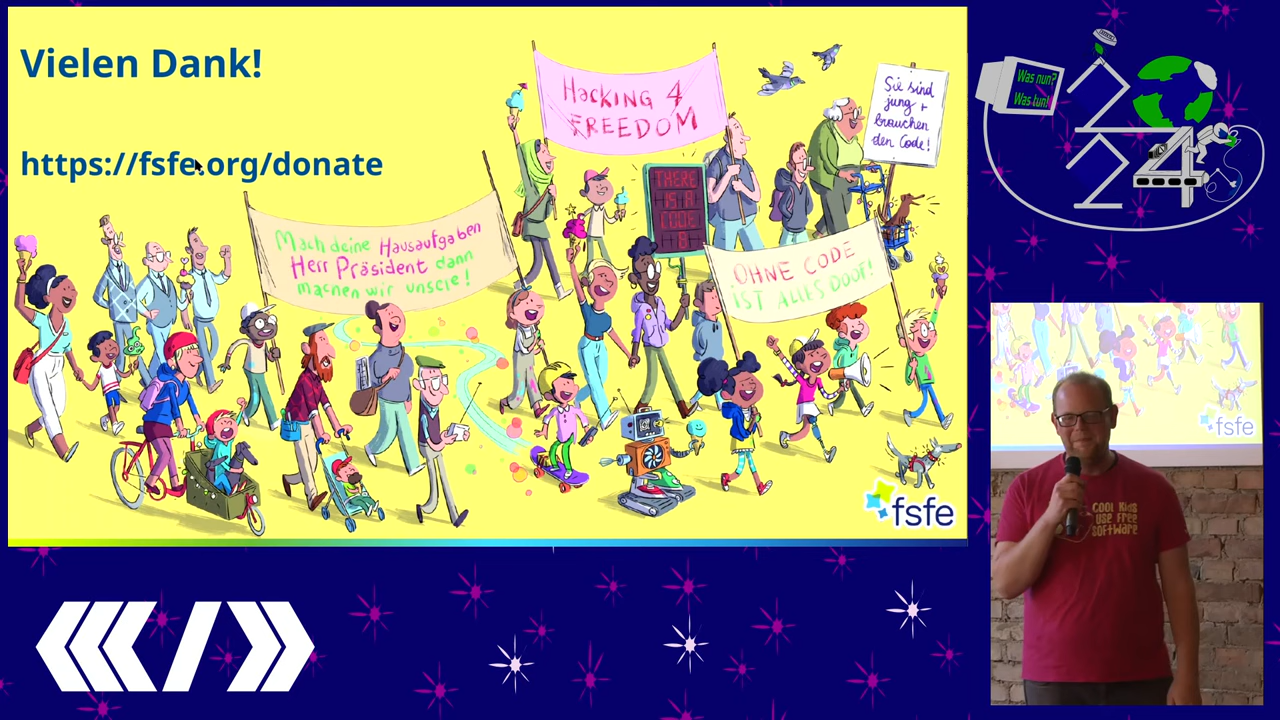 Vielen Dank!
https://fsfe.org/donate
HACKING 4
FREEDOM
Sie sind
jung +
brauchen
den Code!
THERE
IS A
CODE
Mach deine Hausaufgaben
Herr Präsident dann
machen wir unsere!
OHNE CODE
IST ALLES DOOF!
fsfe
Was nun?
Was tun!
24
fsfe
COOL KIDS
USE FREE
SOFTWARE